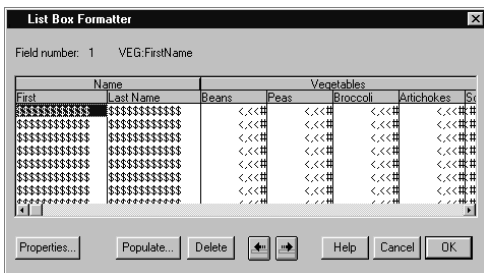 List Box Formatter
Field number: 1 VEG:FirstName
Name Vegetables
First Last Name Beans Peas Broccoli Artichokes
$$$$$$$$$$$$ $$$$$$$$$$$$ <,<<# <,<<# <,<<# <,<<# #
$$$$$$$$$$$$ $$$$$$$$$$$$ <,<<# <,<<# <,<<# <,<<# #
$$$$$$$$$$$$ $$$$$$$$$$$$ <,<<# <,<<# <,<<# <,<<# #
$$$$$$$$$$$$ $$$$$$$$$$$$ <,<<# <,<<# <,<<# <,<<# #
$$$$$$$$$$$$ $$$$$$$$$$$$ <,<<# <,<<# <,<<# <,<<# #
$$$$$$$$$$$$ $$$$$$$$$$$$ <,<<# <,<<# <,<<# <,<<# #
$$$$$$$$$$$$ $$$$$$$$$$$$ <,<<# <,<<# <,<<# <,<<# #
Properties... Populate... Delete Help Cancel OK